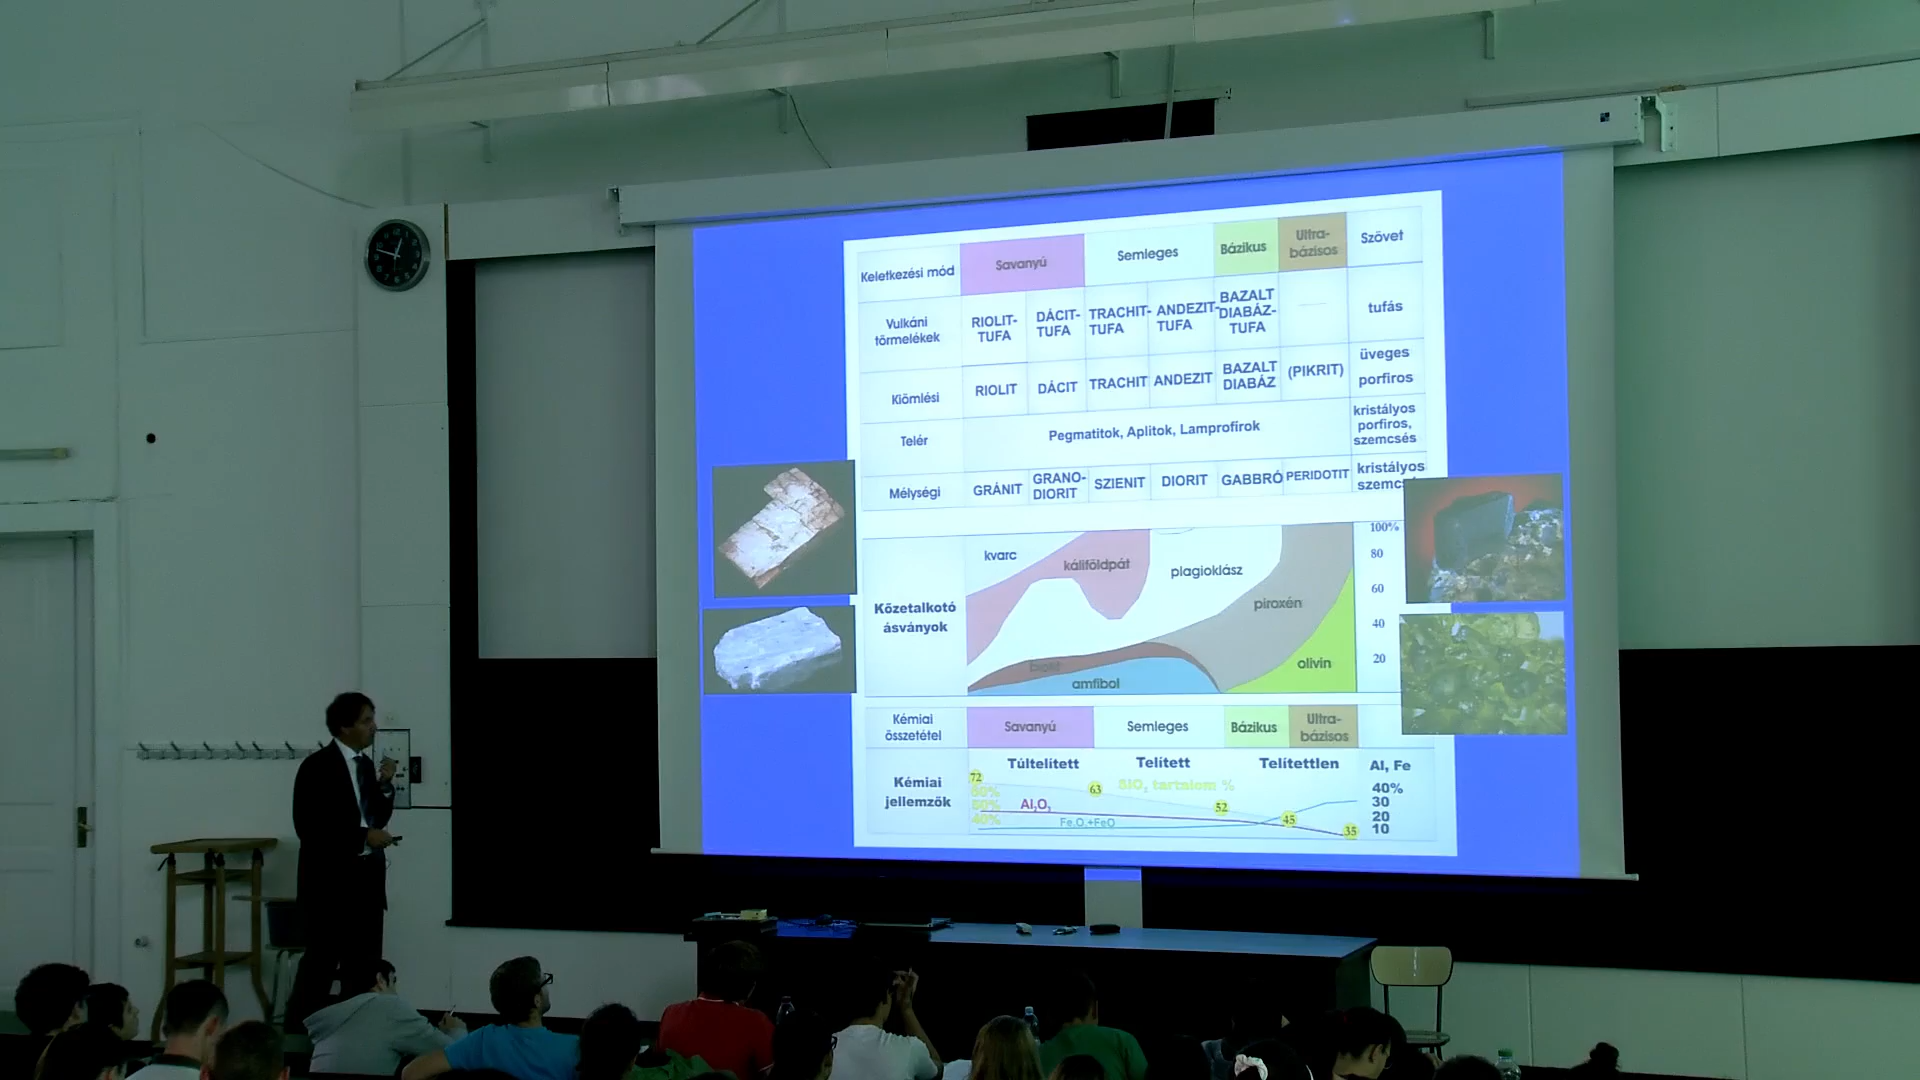 Keletkezési mód
Savanyú
Semleges
Bázikus
Ultra-
bázisos
Szövet
Vulkáni
törmelékek
RIOLIT-
TUFA
DÁCIT-
TUFA
TRACHIT-
TUFA
ANDEZIT-
TUFA
BAZALT
DIABÁZ-
TUFA
tufás
Kiömlési
RIOLIT
DÁCIT
TRACHIT
ANDEZIT
BAZALT
DIABÁZ
(PIKRIT)
üveges
porfiros
Telér
Pegmatitok, Aplitok, Lamprofirok
kristályos
porfiros,
szemcsés
Mélységi
GRÁNIT
GRANO-
DIORIT
SZIENIT
DIORIT
GABBRÓ
PERIDOTIT
kristályos
Kőzetalkotó
ásványok
kvarc
káliföldpát
plagioklász
piroxén
biotit
amfibol
olivin
100%
80
60
40
20
Kémiai
összetétel
Savanyú
Semleges
Bázikus
Ultra-
bázisos
Kémiai
jellemzők
Túltelített
Telített
Telítettlen
Al, Fe
72
63
SiO₂ tartalom %
52
45
35
60%
50%
40%
Al₂O₃
Fe₂O₃+FeO
40%
30
20
10